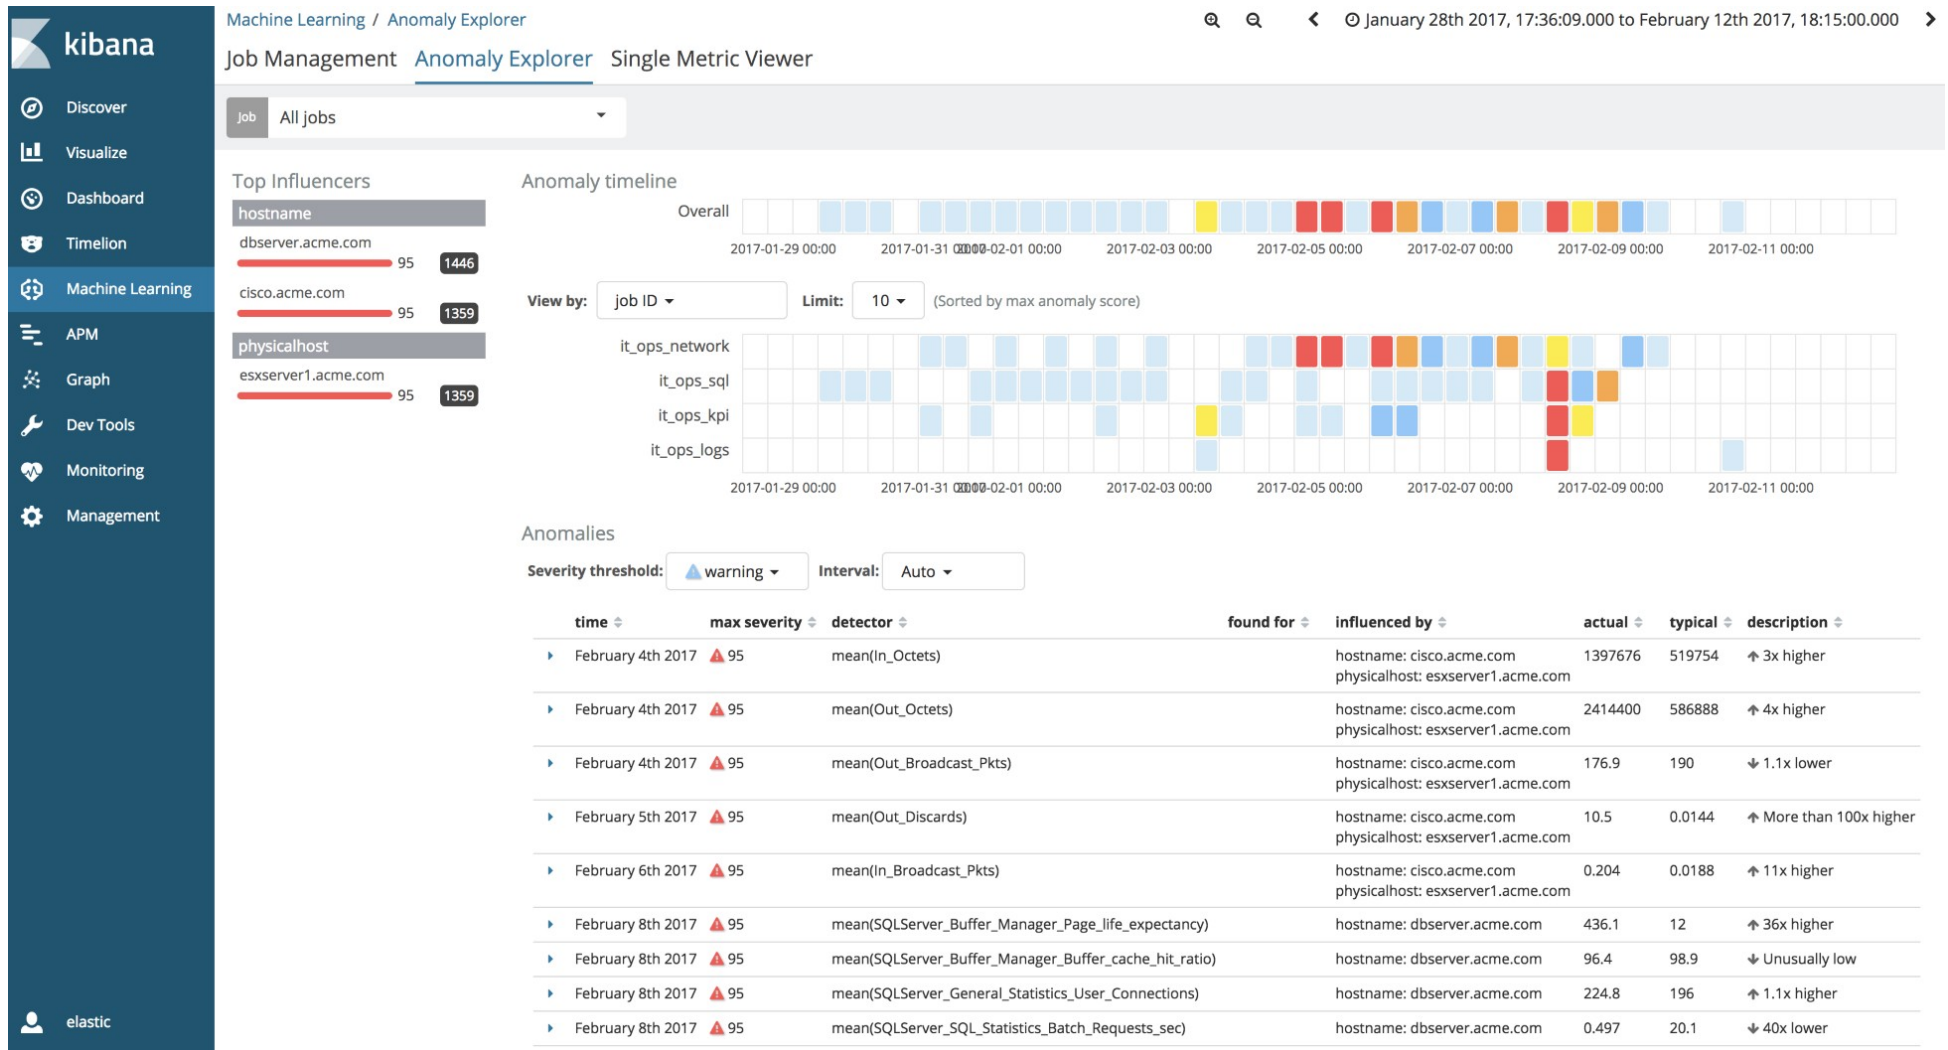 kibana
Discover
Visualize
Dashboard
Timelion
Machine Learning
APM
Graph
Dev Tools
Monitoring
Management
elastic
Machine Learning / Anomaly Explorer
January 28th 2017, 17:36:09.000 to February 12th 2017, 18:15:00.000
Job Management Anomaly Explorer Single Metric Viewer
Job All jobs
Top Influencers
hostname
dbserver.acme.com
95 1446
cisco.acme.com
95 1359
physicalhost
esxserver1.acme.com
95 1359
Anomaly timeline
Overall
2017-01-29 00:00 2017-01-31 00:00 2017-02-01 00:00 2017-02-03 00:00 2017-02-05 00:00 2017-02-07 00:00 2017-02-09 00:00 2017-02-11 00:00
View by: job ID Limit: 10 (Sorted by max anomaly score)
it_ops_network
it_ops_sql
it_ops_kpi
it_ops_logs
2017-01-29 00:00 2017-01-31 00:00 2017-02-01 00:00 2017-02-03 00:00 2017-02-05 00:00 2017-02-07 00:00 2017-02-09 00:00 2017-02-11 00:00
Anomalies
Severity threshold: warning Interval: Auto
time max severity detector found for influenced by actual typical description
February 4th 2017 95 mean(In_Octets) hostname: cisco.acme.com 1397676 519754 3x higher
physicalhost: esxserver1.acme.com
February 4th 2017 95 mean(Out_Octets) hostname: cisco.acme.com 2414400 586888 4x higher
physicalhost: esxserver1.acme.com
February 4th 2017 95 mean(Out_Broadcast_Pkts) hostname: cisco.acme.com 176.9 190 1.1x lower
physicalhost: esxserver1.acme.com
February 5th 2017 95 mean(Out_Discards) hostname: cisco.acme.com 10.5 0.0144 More than 100x higher
physicalhost: esxserver1.acme.com
February 6th 2017 95 mean(In_Broadcast_Pkts) hostname: cisco.acme.com 0.204 0.0188 11x higher
physicalhost: esxserver1.acme.com
February 8th 2017 95 mean(SQLServer_Buffer_Manager_Page_life_expectancy) hostname: dbserver.acme.com 436.1 12 36x higher
February 8th 2017 95 mean(SQLServer_Buffer_Manager_Buffer_cache_hit_ratio) hostname: dbserver.acme.com 96.4 98.9 Unusually low
February 8th 2017 95 mean(SQLServer_General_Statistics_User_Connections) hostname: dbserver.acme.com 224.8 196 1.1x higher
February 8th 2017 95 mean(SQLServer_SQL_Statistics_Batch_Requests_sec) hostname: dbserver.acme.com 0.497 20.1 40x lower